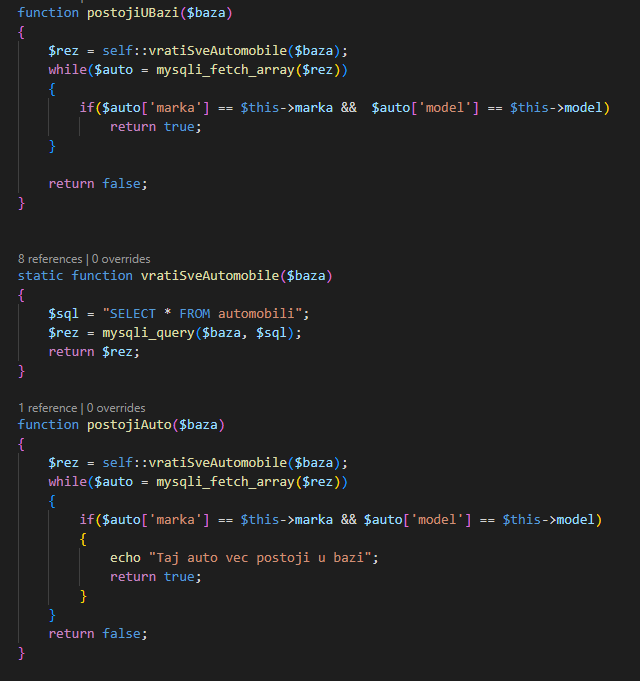 function postojiUBazi($baza)
{
    $rez = self::vratiSveAutomobile($baza);
    while($auto = mysqli_fetch_array($rez))
    {
        if($auto['marka'] == $this->marka &&  $auto['model'] == $this->model)
            return true;
    }

    return false;
}


8 references | 0 overrides
static function vratiSveAutomobile($baza)
{
    $sql = "SELECT * FROM automobili";
    $rez = mysqli_query($baza, $sql);
    return $rez;
}

1 reference | 0 overrides
function postojiAuto($baza)
{
    $rez = self::vratiSveAutomobile($baza);
    while($auto = mysqli_fetch_array($rez))
    {
        if($auto['marka'] == $this->marka && $auto['model'] == $this->model)
        {
            echo "Taj auto vec postoji u bazi";
            return true;
        }
    }
    return false;
}